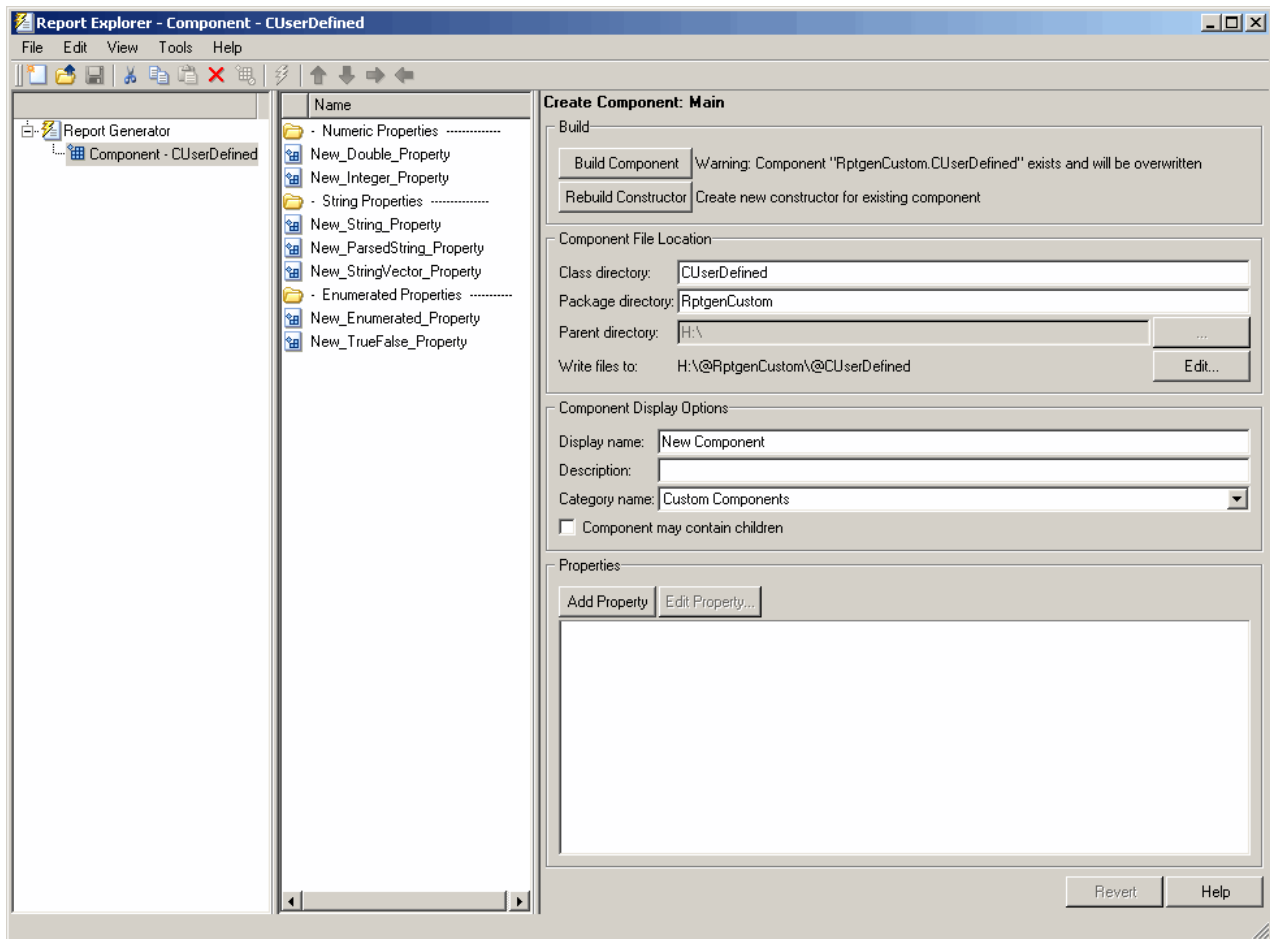 Report Explorer - Component - CUserDefined
File Edit View Tools Help
Report Generator
Component - CUserDefined
Name
- Numeric Properties -------------
New_Double_Property
New_Integer_Property
- String Properties --------------
New_String_Property
New_ParsedString_Property
New_StringVector_Property
- Enumerated Properties ----------
New_Enumerated_Property
New_TrueFalse_Property
Create Component: Main
Build
Build Component Warning: Component "RptgenCustom.CUserDefined" exists and will be overwritten
Rebuild Constructor Create new constructor for existing component
Component File Location
Class directory: CUserDefined
Package directory: RptgenCustom
Parent directory: H:\ ...
Write files to: H:\@RptgenCustom\@CUserDefined Edit...
Component Display Options
Display name: New Component
Description:
Category name: Custom Components
Component may contain children
Properties
Add Property Edit Property...
Revert Help